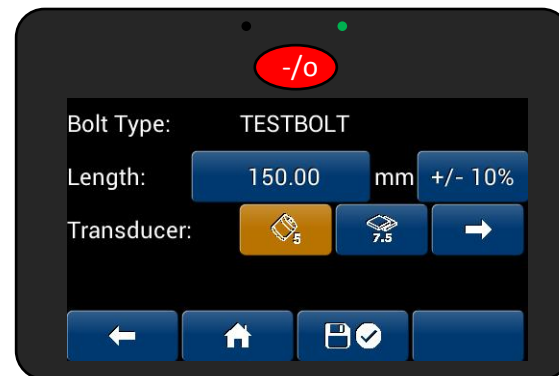 -/o
Bolt Type: TESTBOLT
Length: 150.00 mm +/- 10%
Transducer: 5 7.5